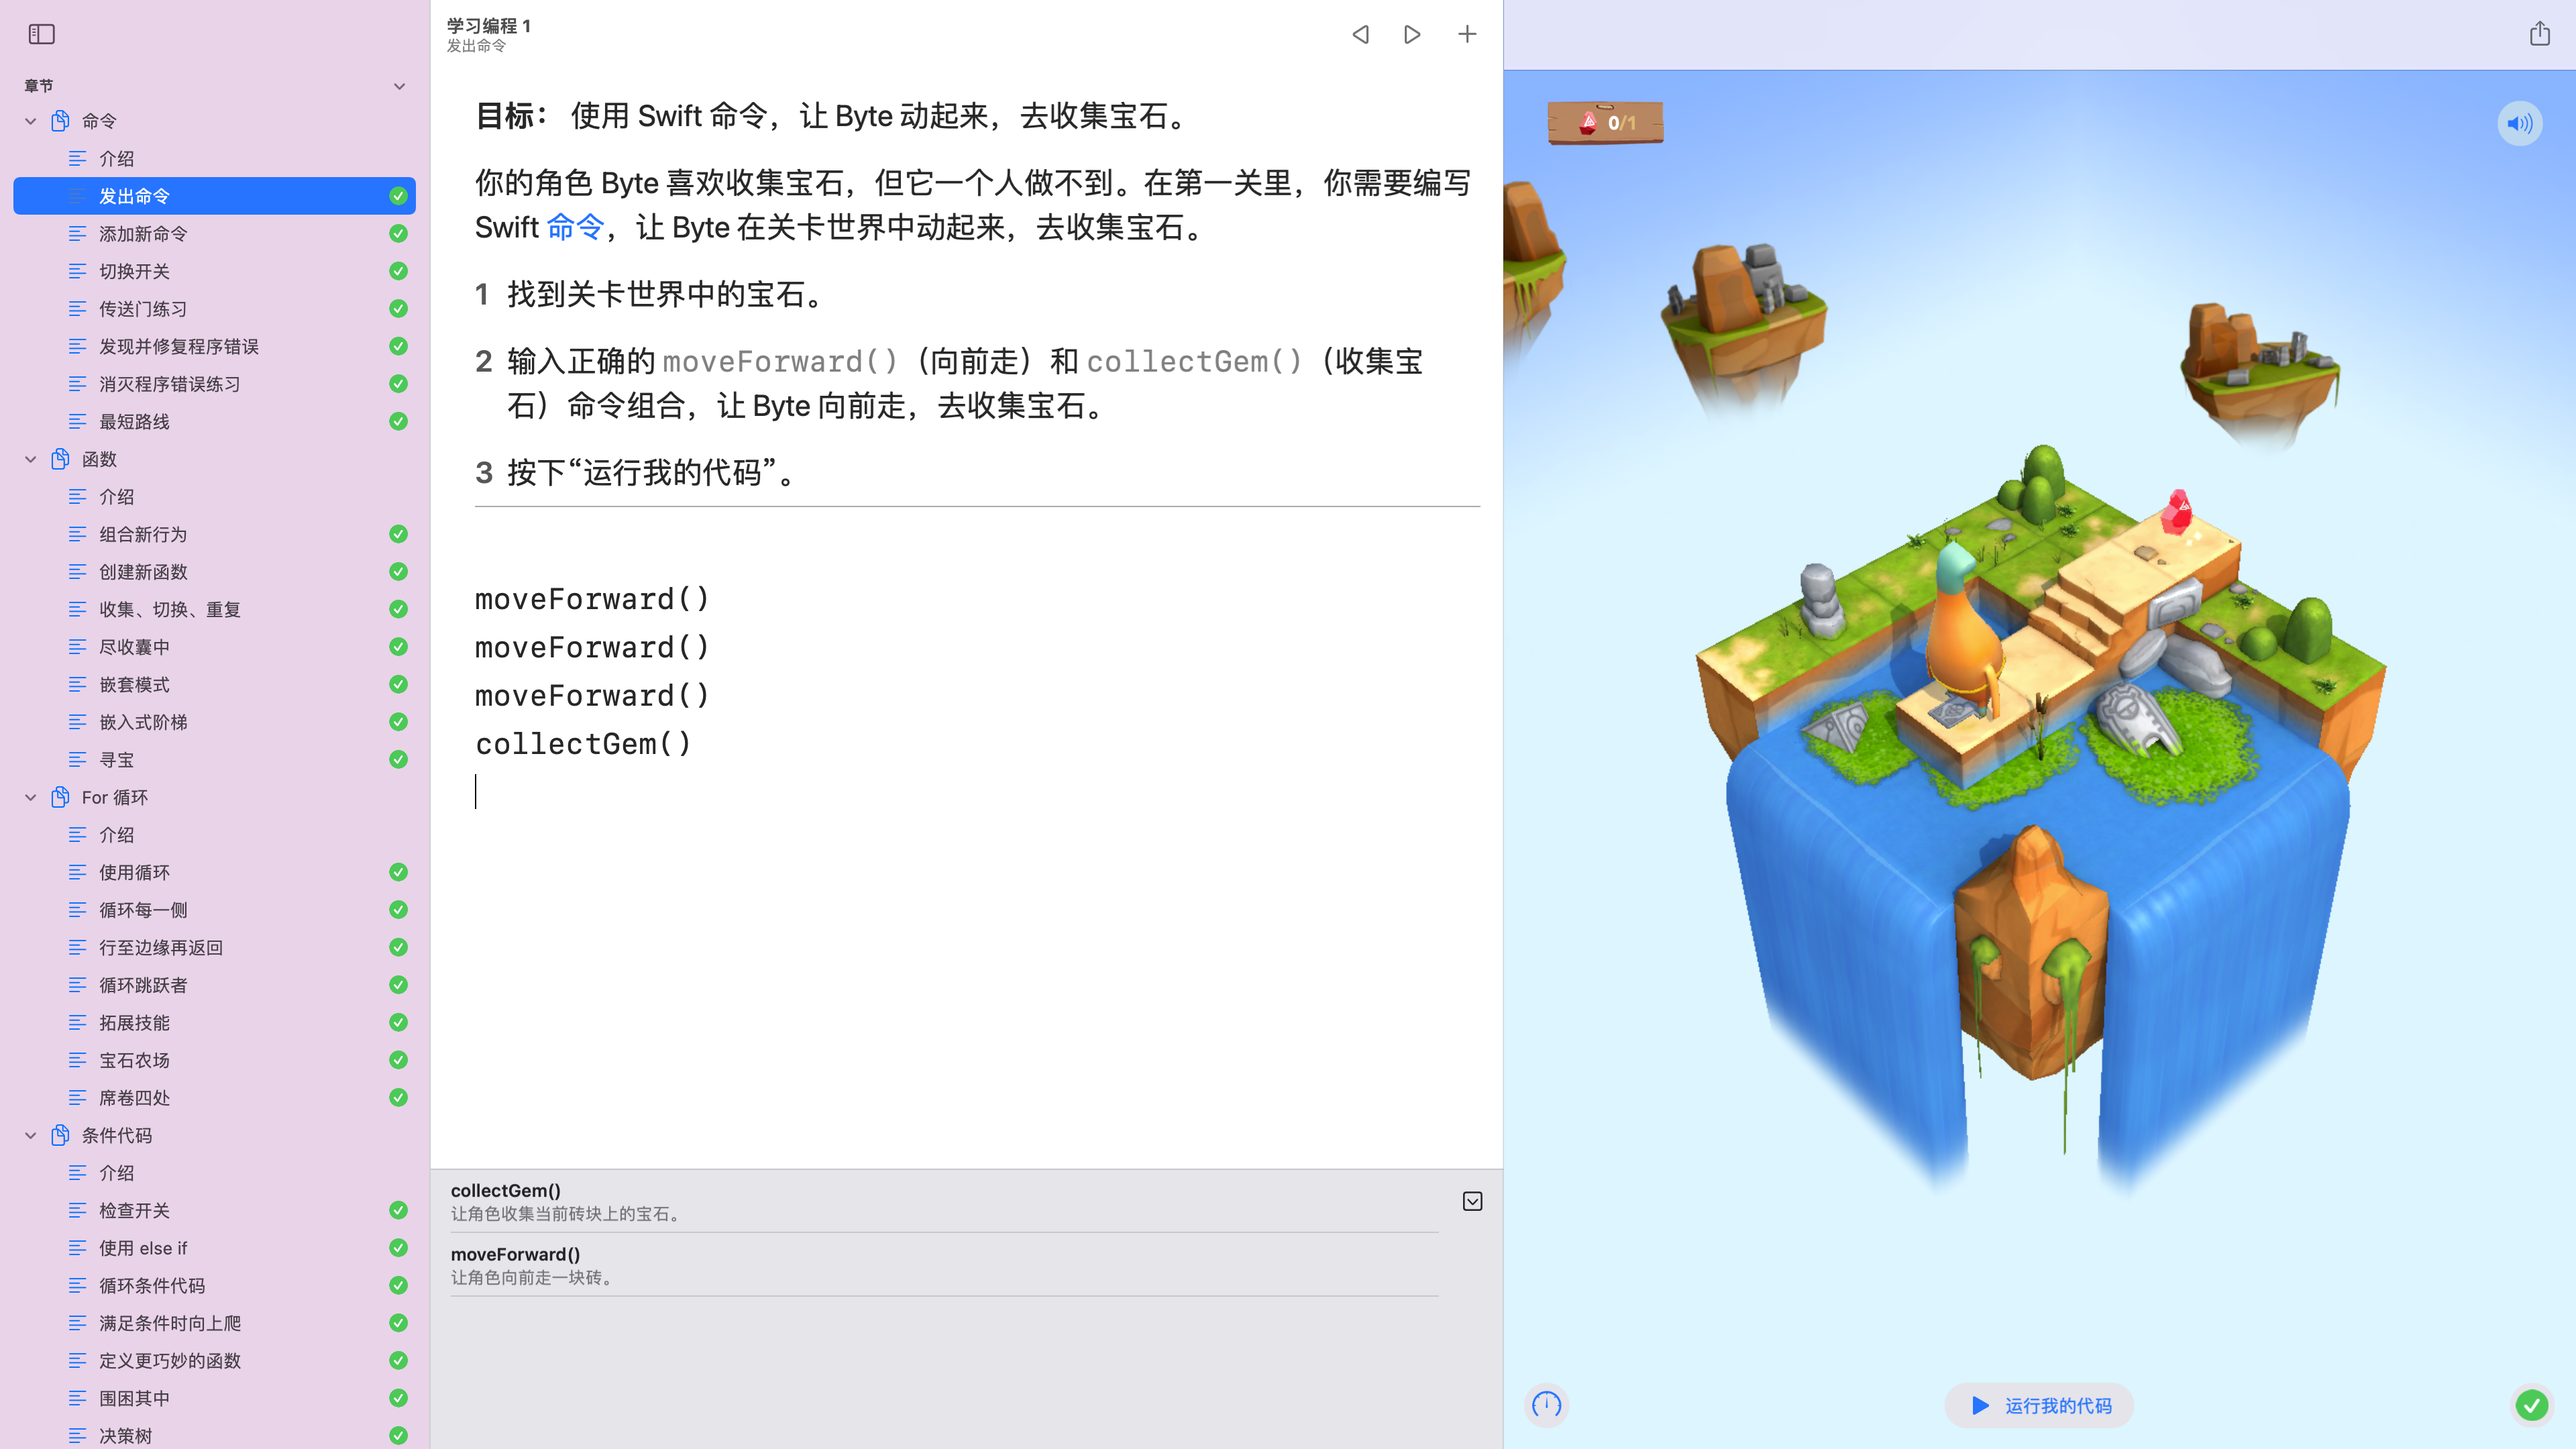 章节
命令
介绍
发出命令
添加新命令
切换开关
传送门练习
发现并修复程序错误
消灭程序错误练习
最短路线
函数
介绍
组合新行为
创建新函数
收集、切换、重复
尽收囊中
嵌套模式
嵌入式阶梯
寻宝
For 循环
介绍
使用循环
循环每一侧
行至边缘再返回
循环跳跃者
拓展技能
宝石农场
席卷四处
条件代码
介绍
检查开关
使用 else if
循环条件代码
满足条件时向上爬
定义更巧妙的函数
围困其中
决策树
学习编程 1
发出命令
目标： 使用 Swift 命令，让 Byte 动起来，去收集宝石。
你的角色 Byte 喜欢收集宝石，但它一个人做不到。在第一关里，你需要编写
Swift 命令，让 Byte 在关卡世界中动起来，去收集宝石。
1 找到关卡世界中的宝石。
2 输入正确的 moveForward()（向前走）和 collectGem()（收集宝
石）命令组合，让 Byte 向前走，去收集宝石。
3 按下“运行我的代码”。
moveForward()
moveForward()
moveForward()
collectGem()
collectGem()
让角色收集当前砖块上的宝石。
moveForward()
让角色向前走一块砖。
0/1
运行我的代码